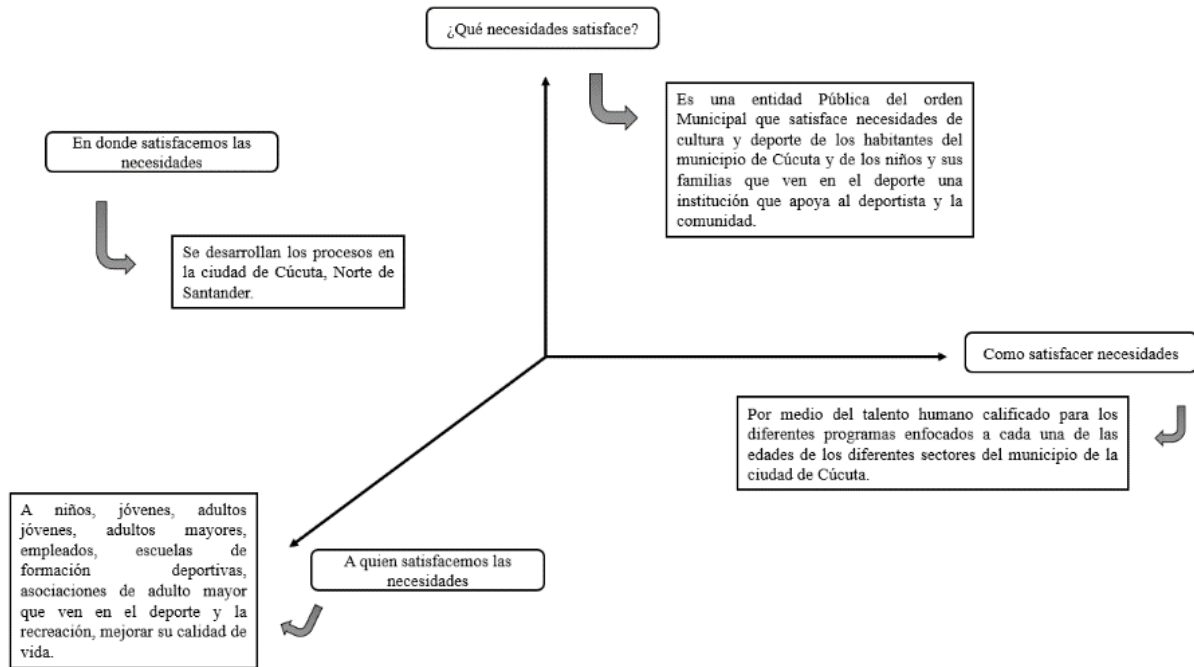 ¿Qué necesidades satisface?
Es una entidad Pública del orden
Municipal que satisface necesidades de
cultura y deporte de los habitantes del
municipio de Cúcuta y de los niños y sus
familias que ven en el deporte una
institución que apoya al deportista y la
comunidad.
En donde satisfacemos las
necesidades
Se desarrollan los procesos en
la ciudad de Cúcuta, Norte de
Santander.
Como satisfacer necesidades
Por medio del talento humano calificado para los
diferentes programas enfocados a cada una de las
edades de los diferentes sectores del municipio de la
ciudad de Cúcuta.
A quien satisfacemos las
necesidades
A niños, jóvenes, adultos
jóvenes, adultos mayores,
empleados, escuelas de
formación deportivas,
asociaciones de adulto mayor
que ven en el deporte y la
recreación, mejorar su calidad de
vida.